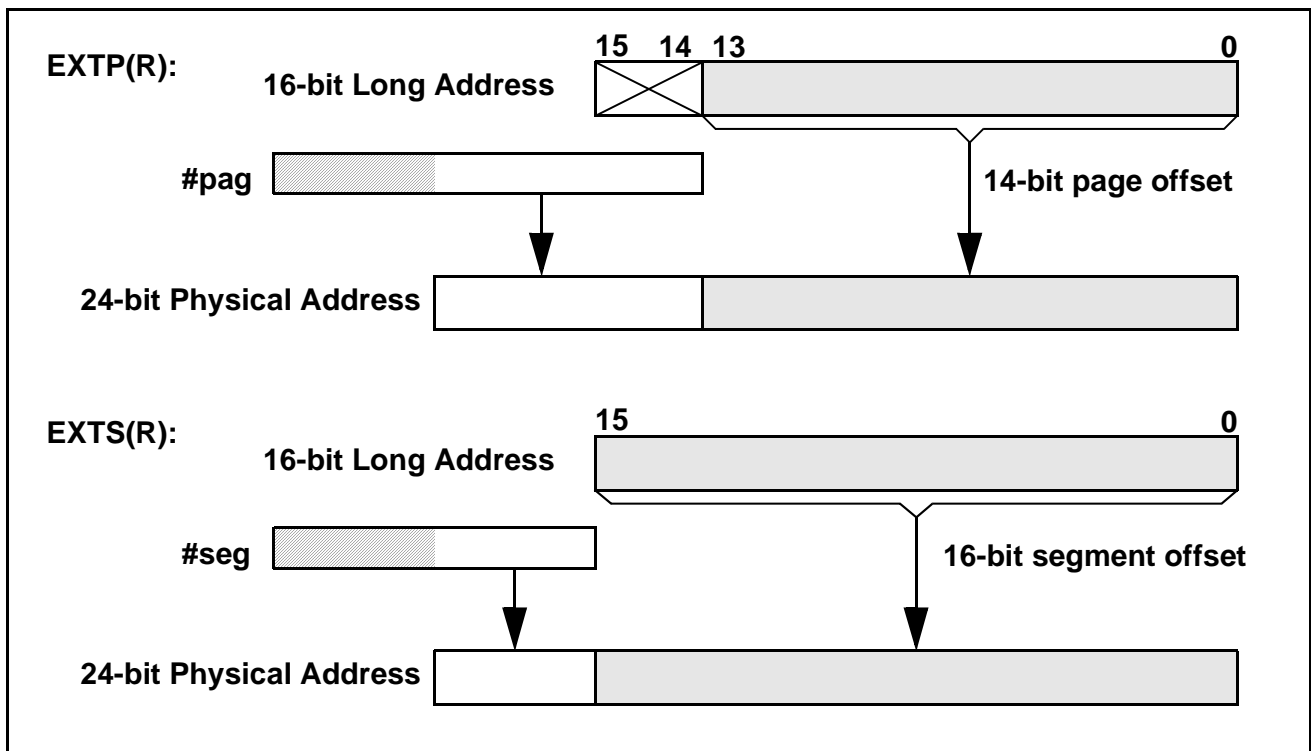 EXTP(R):
15 14 13 0
16-bit Long Address
#pag
14-bit page offset
24-bit Physical Address
EXTS(R):
15 0
16-bit Long Address
#seg
16-bit segment offset
24-bit Physical Address